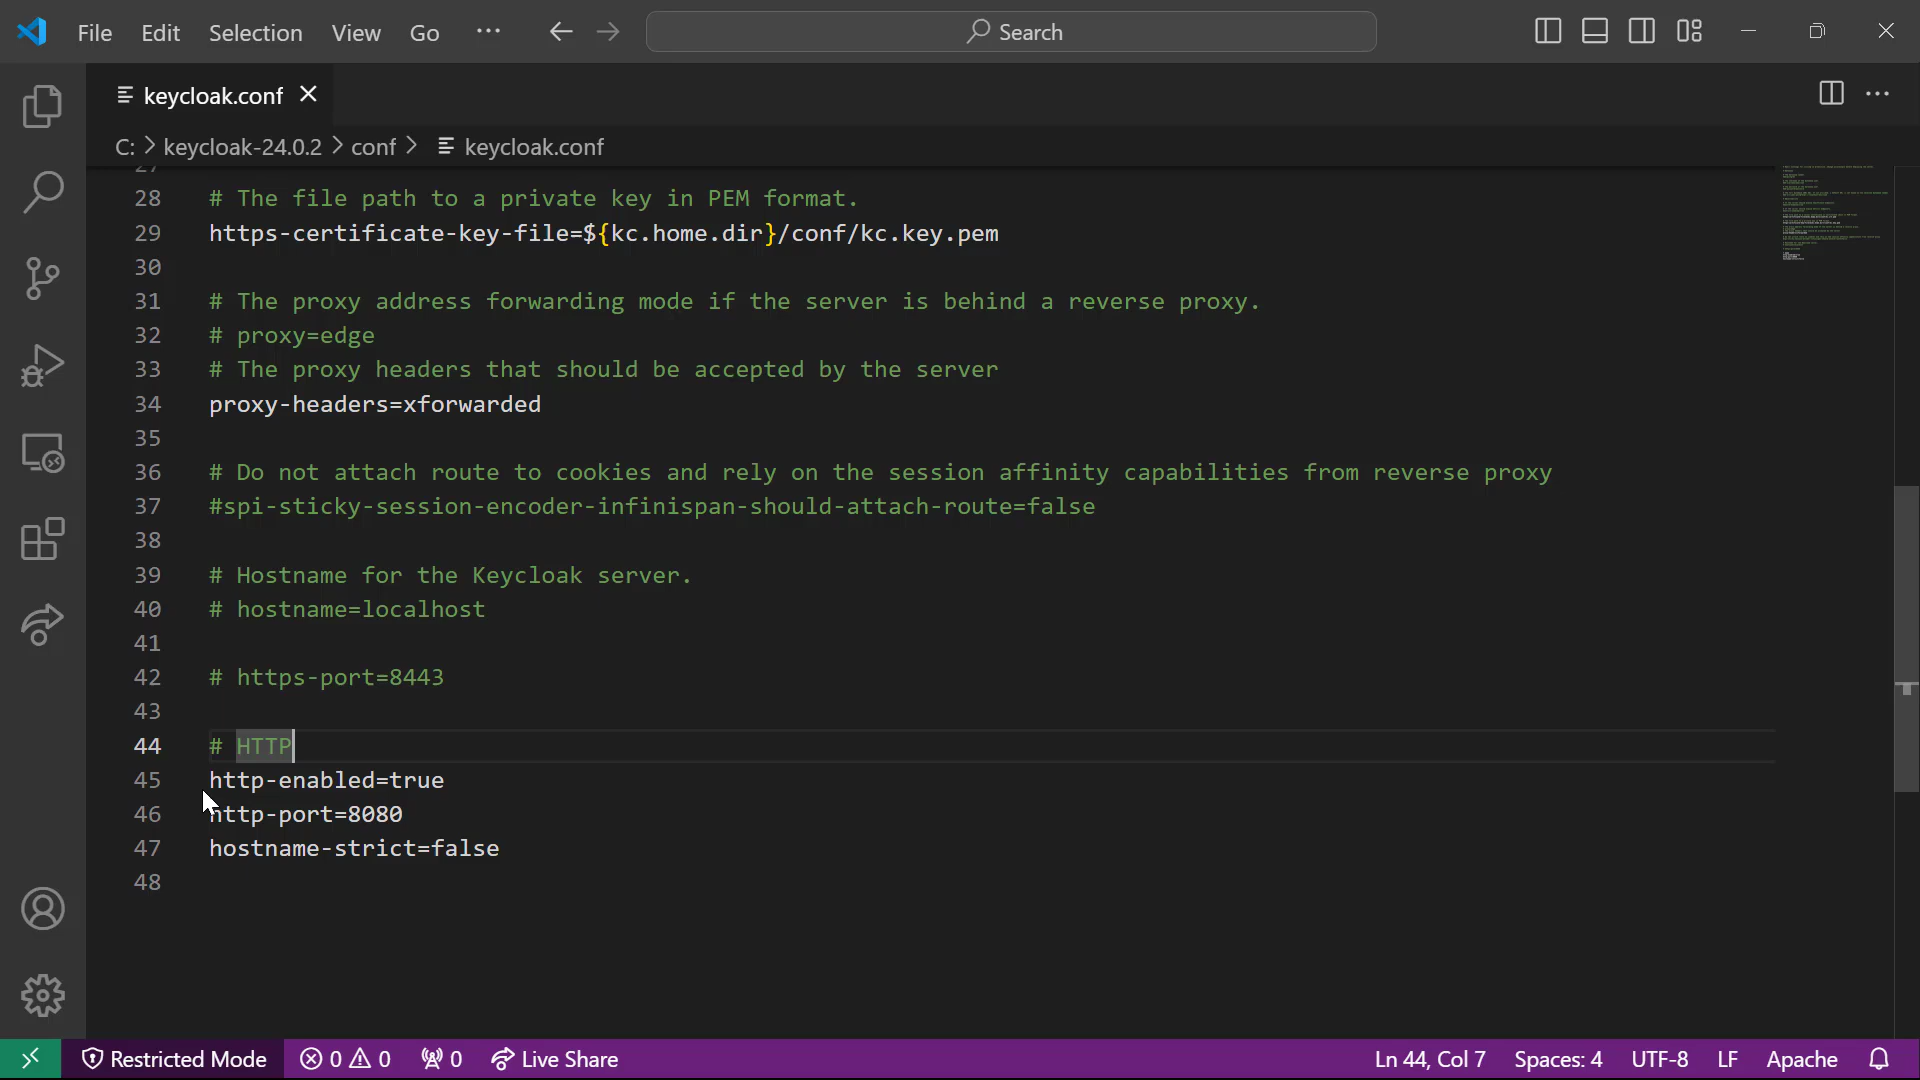 File Edit Selection View Go ··· Search
keycloak.conf
C: > keycloak-24.0.2 > conf > keycloak.conf
27
28 # The file path to a private key in PEM format.
29 https-certificate-key-file=${kc.home.dir}/conf/kc.key.pem
30
31 # The proxy address forwarding mode if the server is behind a reverse proxy.
32 # proxy=edge
33 # The proxy headers that should be accepted by the server
34 proxy-headers=xforwarded
35
36 # Do not attach route to cookies and rely on the session affinity capabilities from reverse proxy
37 #spi-sticky-session-encoder-infinispan-should-attach-route=false
38
39 # Hostname for the Keycloak server.
40 # hostname=localhost
41
42 # https-port=8443
43
44 # HTTP
45 http-enabled=true
46 http-port=8080
47 hostname-strict=false
48
Restricted Mode 0 0 0 Live Share Ln 44, Col 7 Spaces: 4 UTF-8 LF Apache